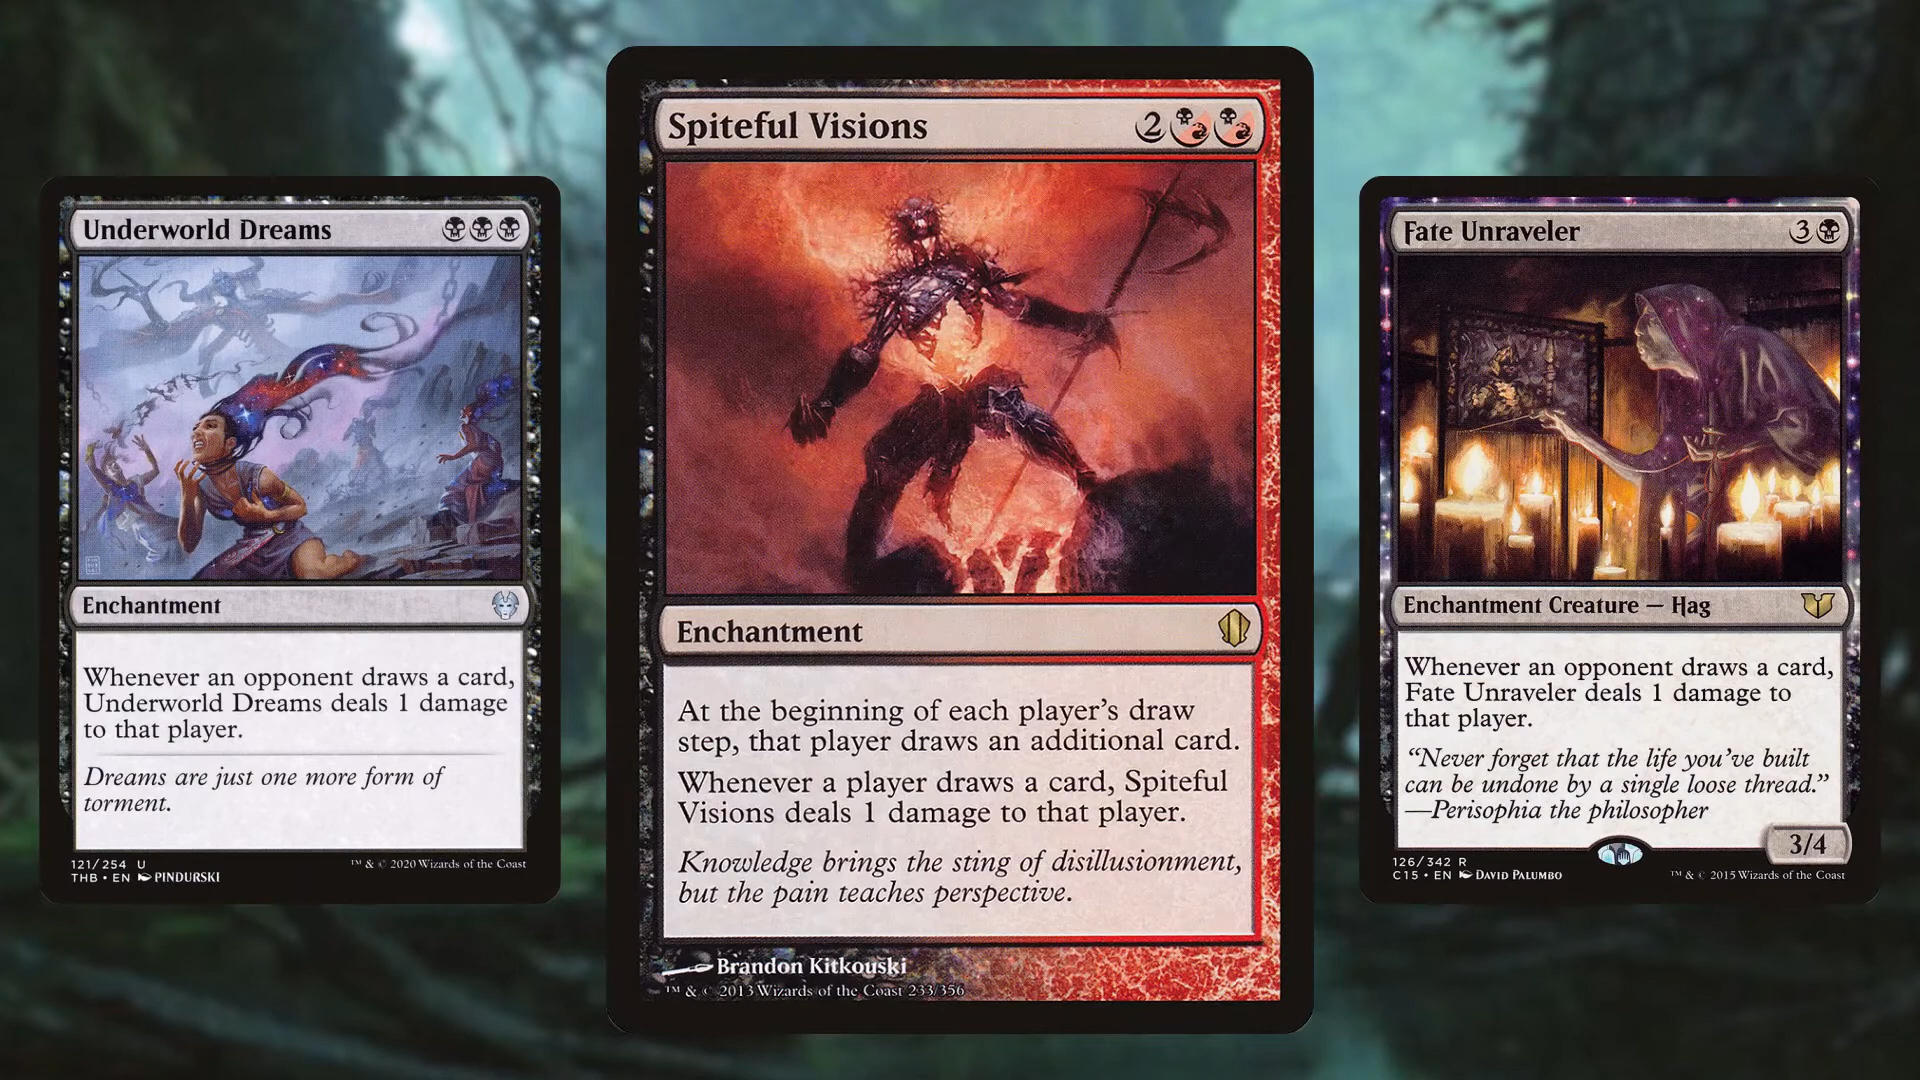 Underworld Dreams
Enchantment
Whenever an opponent draws a card,
Underworld Dreams deals 1 damage
to that player.
Dreams are just one more form of
torment.
121/254 U
THB • EN PINDURSKI
™ & © 2020 Wizards of the Coast
Spiteful Visions
2
Enchantment
At the beginning of each player's draw
step, that player draws an additional card.
Whenever a player draws a card, Spiteful
Visions deals 1 damage to that player.
Knowledge brings the sting of disillusionment,
but the pain teaches perspective.
Brandon Kitkouski
™ & © 2013 Wizards of the Coast 233/356
Fate Unraveler
3
Enchantment Creature — Hag
Whenever an opponent draws a card,
Fate Unraveler deals 1 damage to
that player.
“Never forget that the life you've built
can be undone by a single loose thread.”
—Perisophia the philosopher
3/4
126/342 R
C15 • EN DAVID PALUMBO
™ & © 2015 Wizards of the Coast